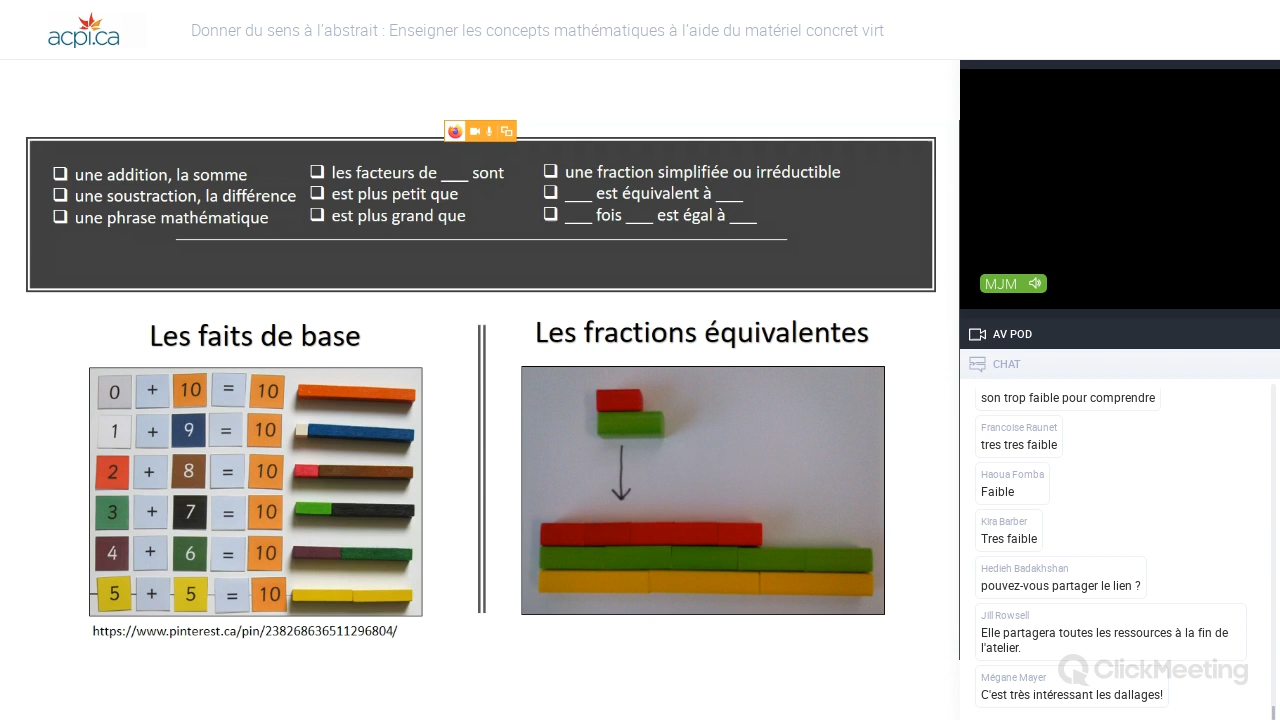 acpi.ca
Donner du sens à l'abstrait : Enseigner les concepts mathématiques à l'aide du matériel concret virt
❑ une addition, la somme
❑ une soustraction, la différence
❑ une phrase mathématique
❑ les facteurs de ___ sont
❑ est plus petit que
❑ est plus grand que
❑ une fraction simplifiée ou irréductible
❑ ___ est équivalent à ___
❑ ___ fois ___ est égal à ___
Les faits de base
0 + 10 = 10
1 + 9 = 10
2 + 8 = 10
3 + 7 = 10
4 + 6 = 10
5 + 5 = 10
https://www.pinterest.ca/pin/238268636511296804/
Les fractions équivalentes
MJM
AV POD
CHAT
son trop faible pour comprendre
Francoise Raunet
tres tres faible
Haoua Fomba
Faible
Kira Barber
Tres faible
Hedieh Badakhshan
pouvez-vous partager le lien ?
Jill Rowsell
Elle partagera toutes les ressources à la fin de
l'atelier.
Mégane Mayer
C'est très intéressant les dallages!
ClickMeeting